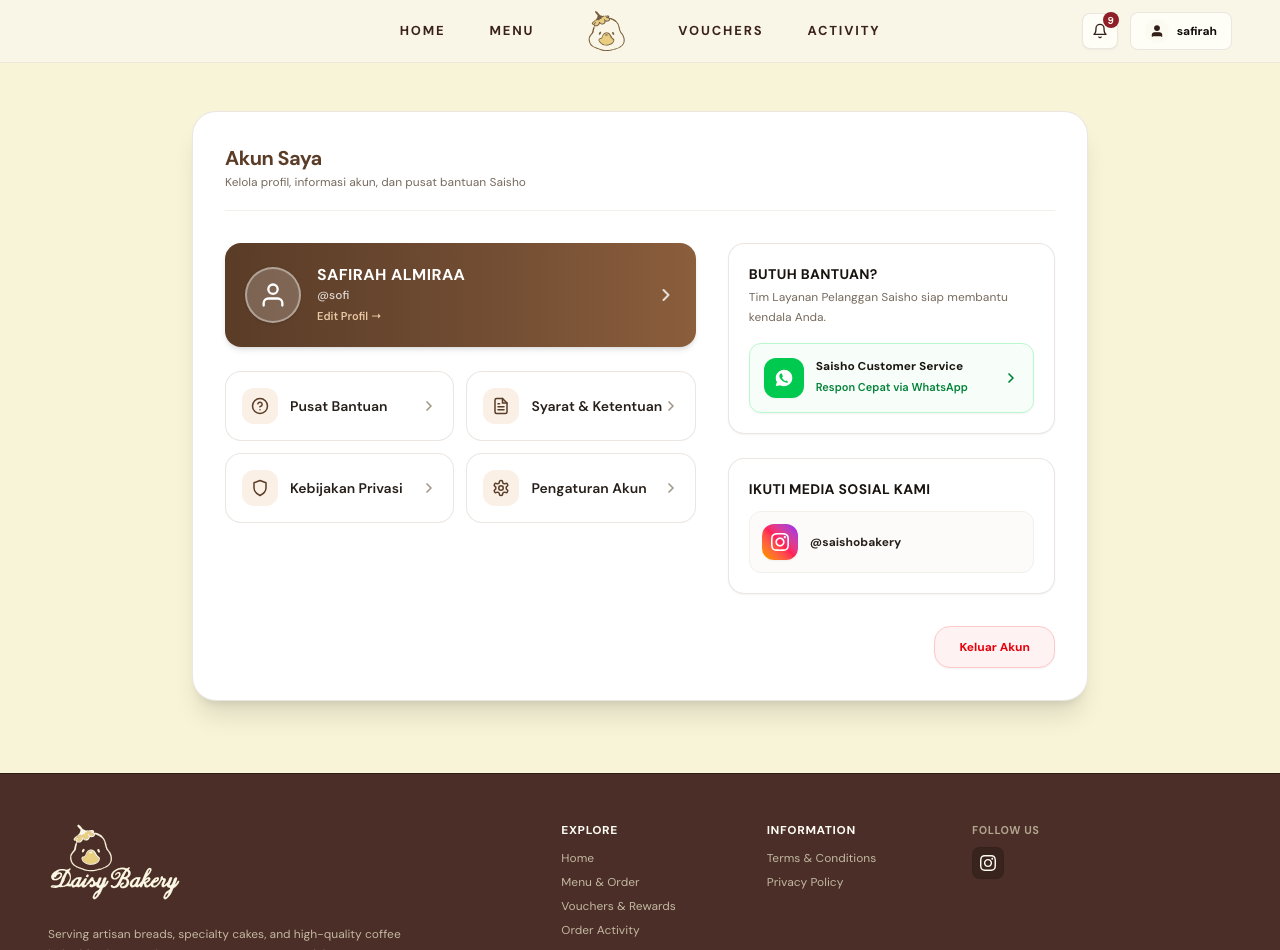 HOME
MENU
VOUCHERS
ACTIVITY
9
safirah
Akun Saya
Kelola profil, informasi akun, dan pusat bantuan Saisho
SAFIRAH ALMIRAA
@sofi
Edit Profil →
Pusat Bantuan
Syarat & Ketentuan
Kebijakan Privasi
Pengaturan Akun
BUTUH BANTUAN?
Tim Layanan Pelanggan Saisho siap membantu
kendala Anda.
Saisho Customer Service
Respon Cepat via WhatsApp
IKUTI MEDIA SOSIAL KAMI
@saishobakery
Keluar Akun
Daisy Bakery
Serving artisan breads, specialty cakes, and high-quality coffee
EXPLORE
Home
Menu & Order
Vouchers & Rewards
Order Activity
INFORMATION
Terms & Conditions
Privacy Policy
FOLLOW US